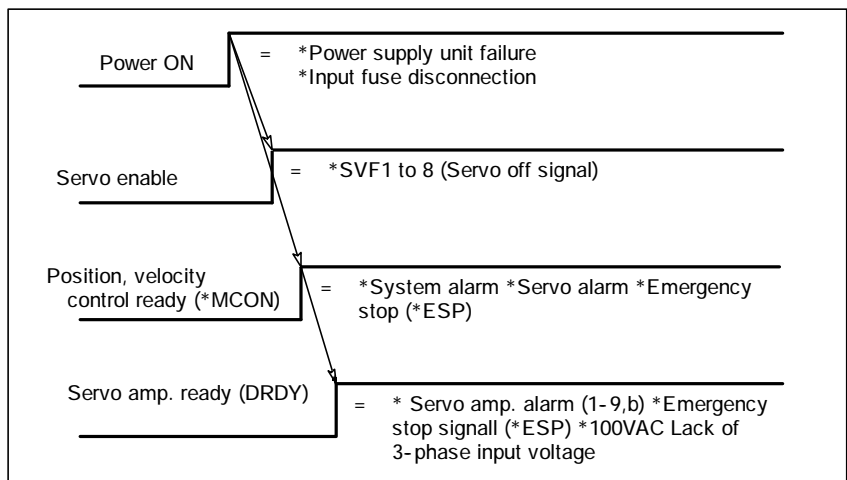 Power ON
= *Power supply unit failure
*Input fuse disconnection
Servo enable
= *SVF1 to 8 (Servo off signal)
Position, velocity
control ready (*MCON)
= *System alarm *Servo alarm *Emergency
stop (*ESP)
Servo amp. ready (DRDY)
= * Servo amp. alarm (1-9,b) *Emergency
stop signall (*ESP) *100VAC Lack of
3-phase input voltage